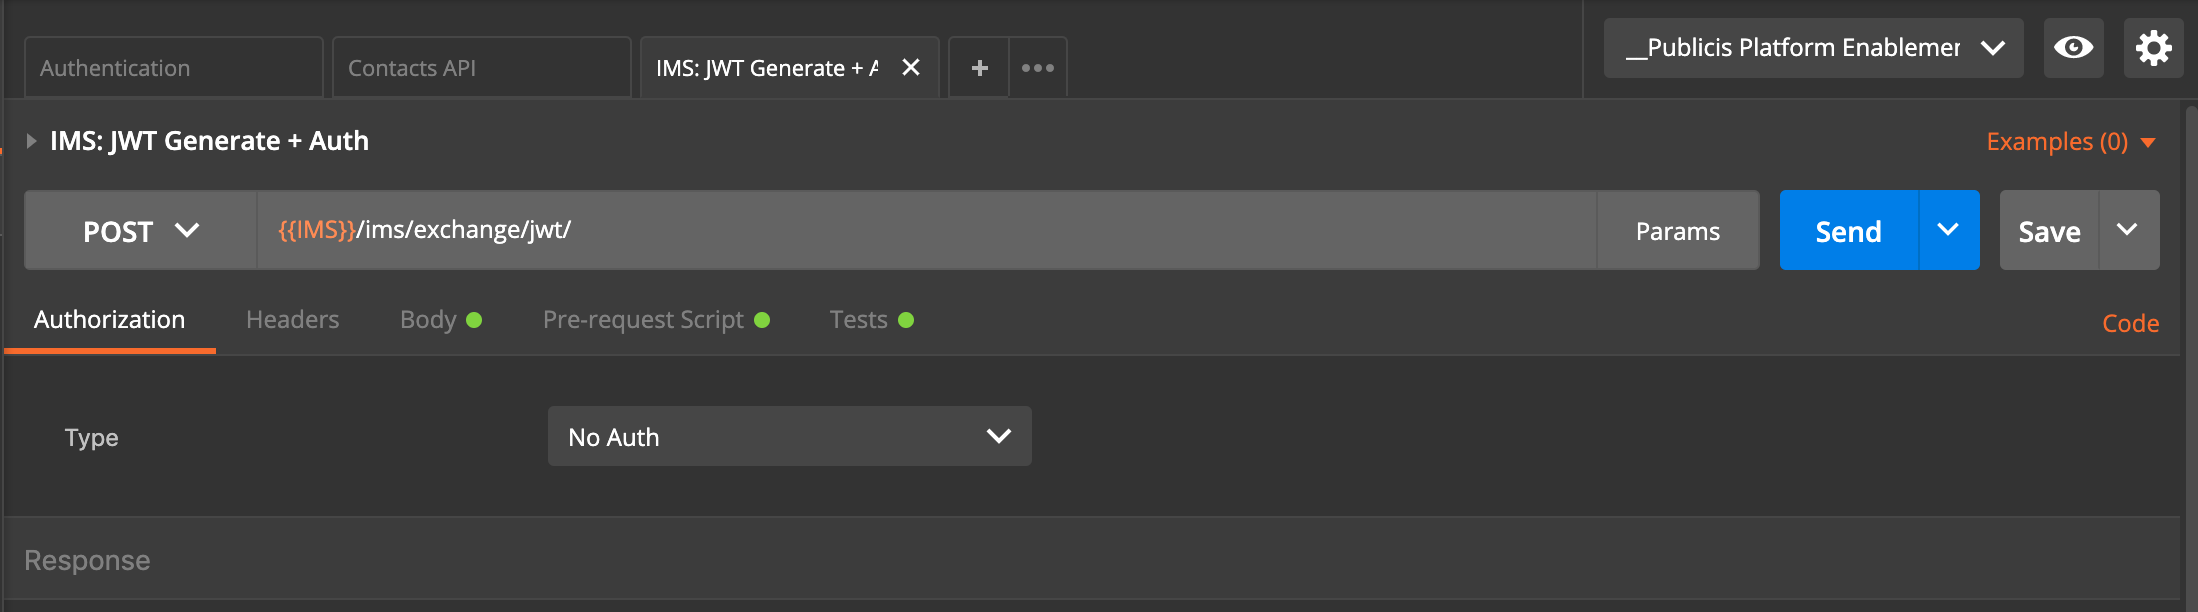 Authentication
Contacts API
IMS: JWT Generate + A
__Publicis Platform Enablemen
IMS: JWT Generate + Auth
Examples (0)
POST
{{IMS}}/ims/exchange/jwt/
Params
Send
Save
Authorization
Headers
Body
Pre-request Script
Tests
Code
Type
No Auth
Response